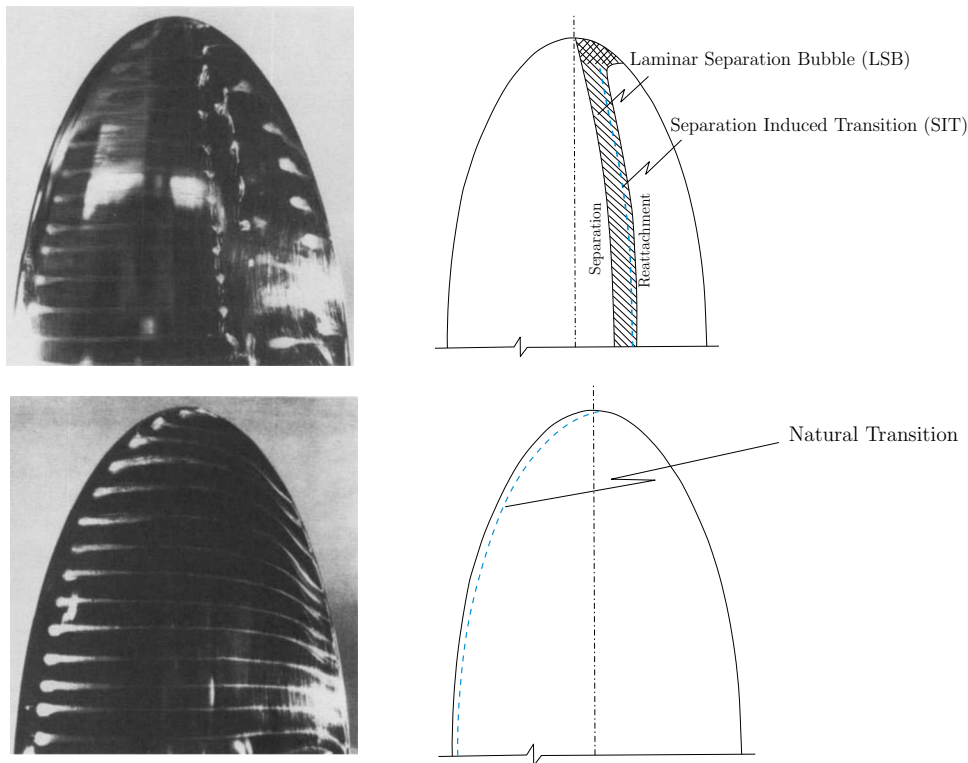 Laminar Separation Bubble (LSB)
Separation Induced Transition (SIT)
Separation
Reattachment
Natural Transition